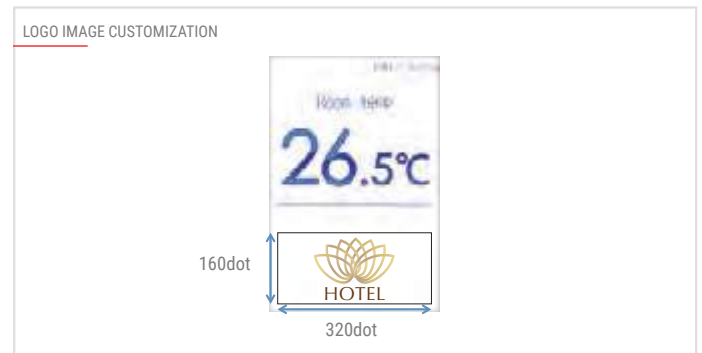 LOGO IMAGE CUSTOMIZATION
Room temp
26.5°C
160dot
HOTEL
320dot